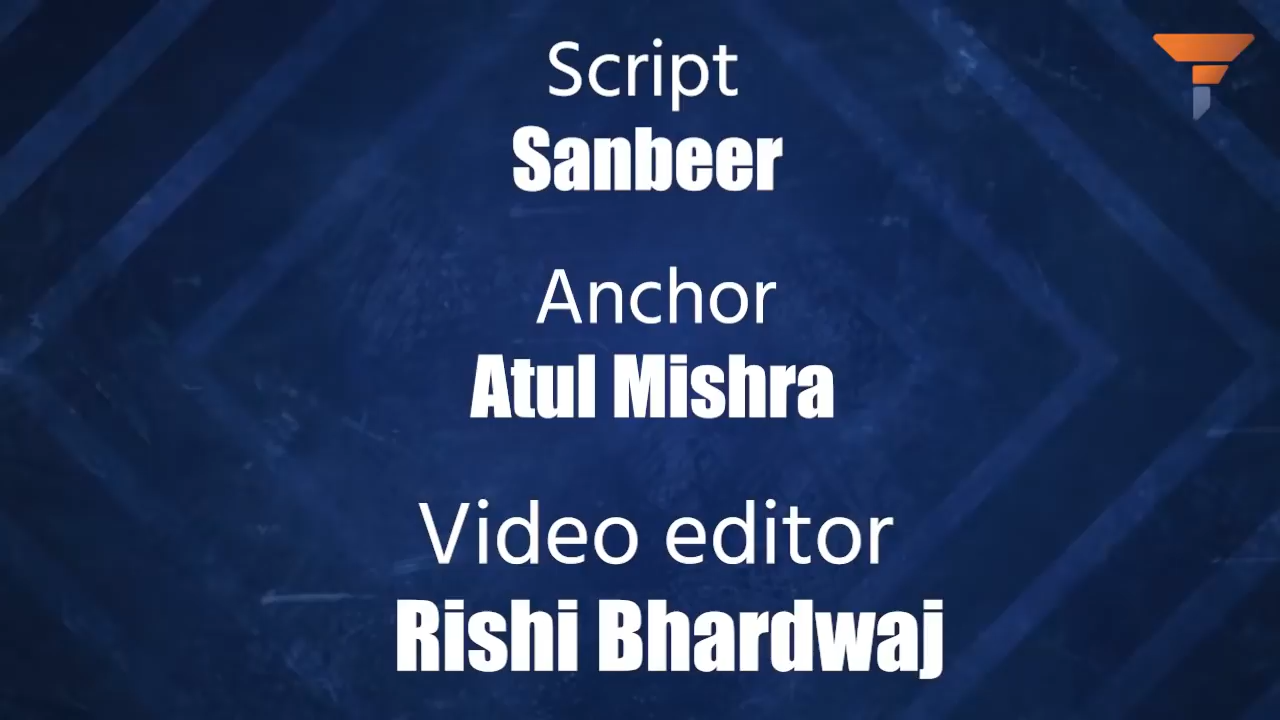 Script
Sanbeer
Anchor
Atul Mishra
Video editor
Rishi Bhardwaj